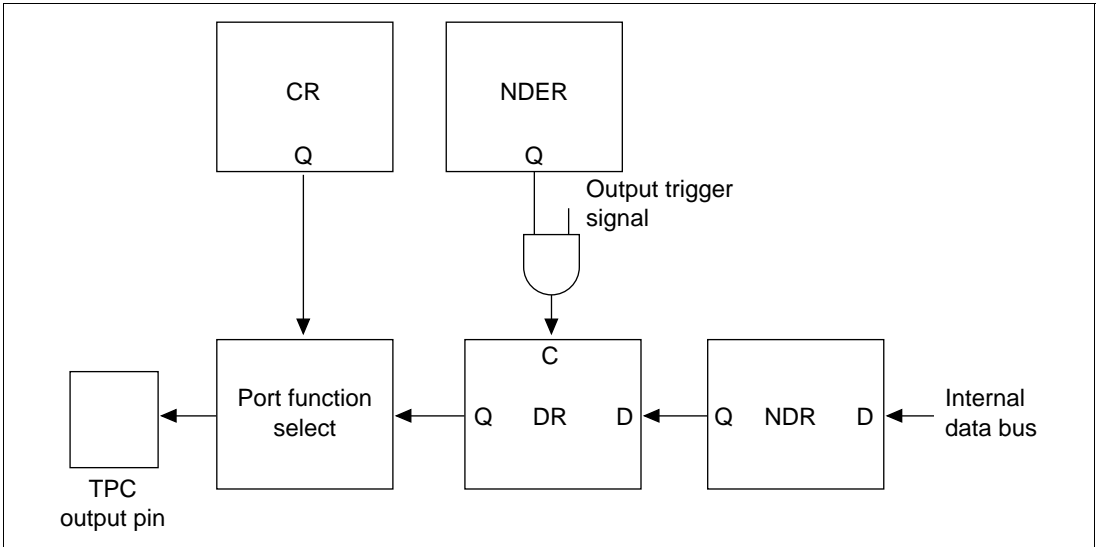 CR
Q
NDER
Q
Output trigger
signal
C
Port function
select
Q DR D
Q NDR D
Internal
data bus
TPC
output pin